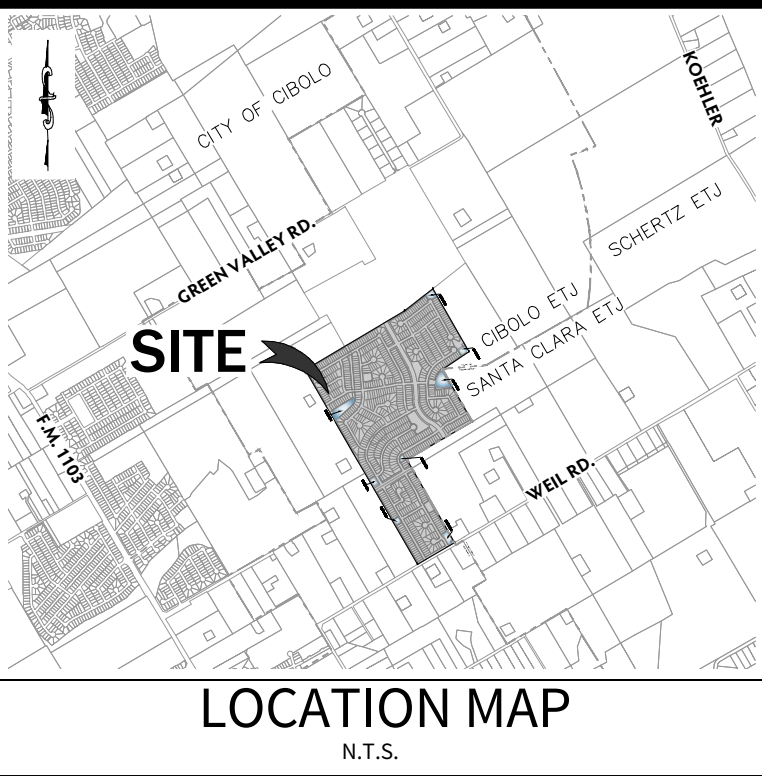 KOEHLER
CITY OF CIBOLO
SCHERTZ ETJ
GREEN VALLEY RD.
CIBOLO ETJ
SANTA CLARA ETJ
SITE
F.M. 1103
WEIL RD.
LOCATION MAP
N.T.S.